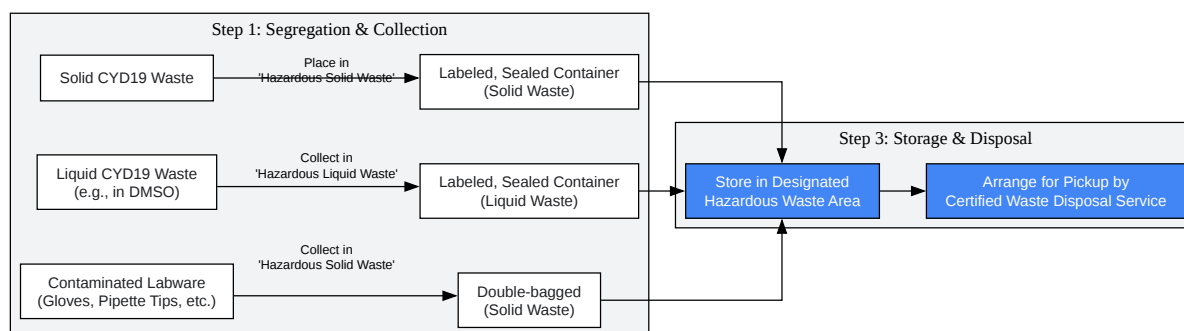 Step 1: Segregation & Collection
Solid CYD19 Waste
Place in
'Hazardous Solid Waste'
Labeled, Sealed Container
(Solid Waste)
Liquid CYD19 Waste
(e.g., in DMSO)
Collect in
'Hazardous Liquid Waste'
Labeled, Sealed Container
(Liquid Waste)
Contaminated Labware
(Gloves, Pipette Tips, etc.)
Collect in
'Hazardous Solid Waste'
Double-bagged
(Solid Waste)
Step 3: Storage & Disposal
Store in Designated
Hazardous Waste Area
Arrange for Pickup by
Certified Waste Disposal Service